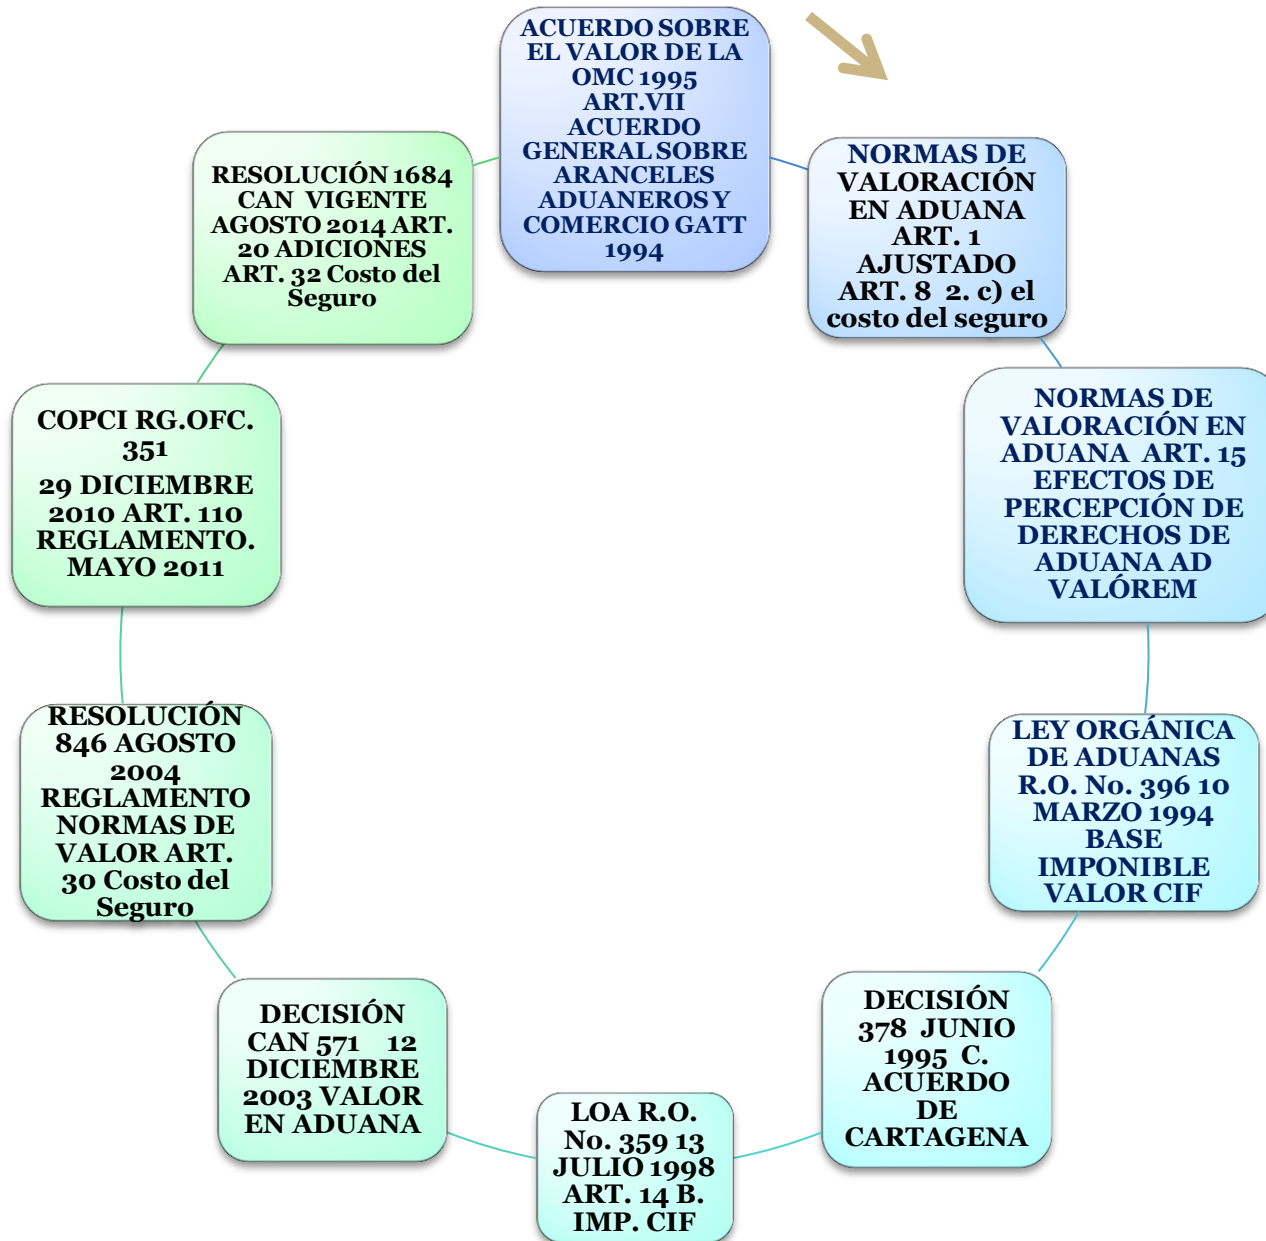 ACUERDO SOBRE
EL VALOR DE LA
OMC 1995
ART.VII
ACUERDO
GENERAL SOBRE
ARANCELES
ADUANEROS Y
COMERCIO GATT
1994
NORMAS DE
VALORACIÓN
EN ADUANA
ART. 1
AJUSTADO
ART. 8 2. c) el
costo del seguro
NORMAS DE
VALORACIÓN EN
ADUANA ART. 15
EFECTOS DE
PERCEPCIÓN DE
DERECHOS DE
ADUANA AD
VALÓREM
LEY ORGÁNICA
DE ADUANAS
R.O. No. 396 10
MARZO 1994
BASE
IMPONIBLE
VALOR CIF
DECISIÓN
378 JUNIO
1995 C.
ACUERDO
DE
CARTAGENA
LOA R.O.
No. 359 13
JULIO 1998
ART. 14 B.
IMP. CIF
DECISIÓN
CAN 571 12
DICIEMBRE
2003 VALOR
EN ADUANA
RESOLUCIÓN
846 AGOSTO
2004
REGLAMENTO
NORMAS DE
VALOR ART.
30 Costo del
Seguro
COPCI RG.OFC.
351
29 DICIEMBRE
2010 ART. 110
REGLAMENTO.
MAYO 2011
RESOLUCIÓN 1684
CAN VIGENTE
AGOSTO 2014 ART.
20 ADICIONES
ART. 32 Costo del
Seguro